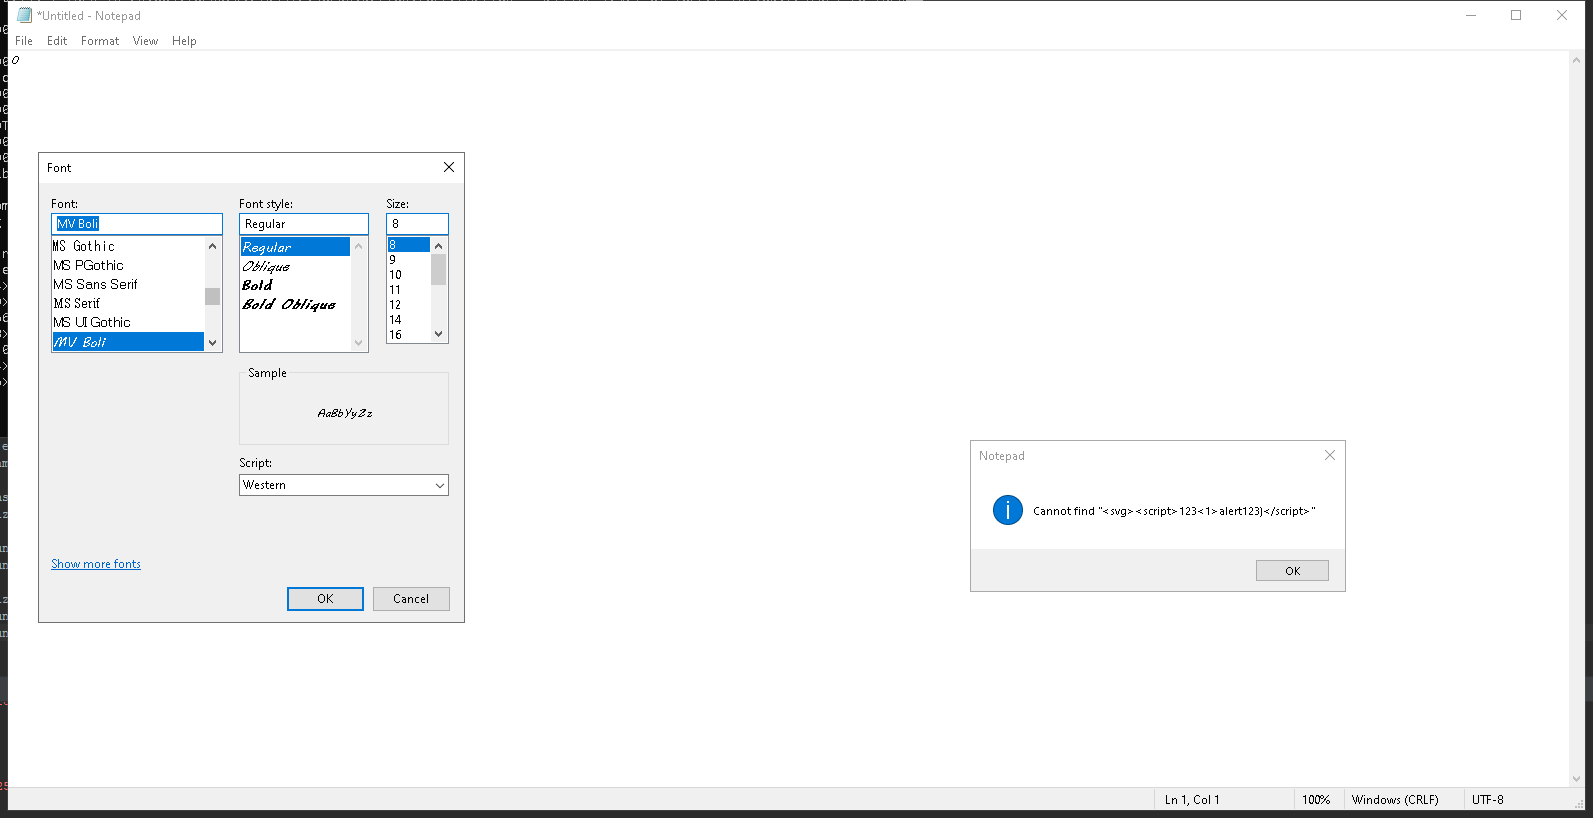 *Untitled - Notepad
File Edit Format View Help
O
Font
Font: Font style: Size:
MV Boli Regular 8
MS Gothic Regular 8
MS PGothic Oblique 9
MS Sans Serif Bold 10
MS Serif Bold Oblique 11
MS UI Gothic 12
MV Boli 14
16
Sample
AaBbYyZz
Script:
Western
Show more fonts
OK Cancel
Notepad
Cannot find "<svg><script>123<1>alert123)</script>"
OK
Ln 1, Col 1 100% Windows (CRLF) UTF-8